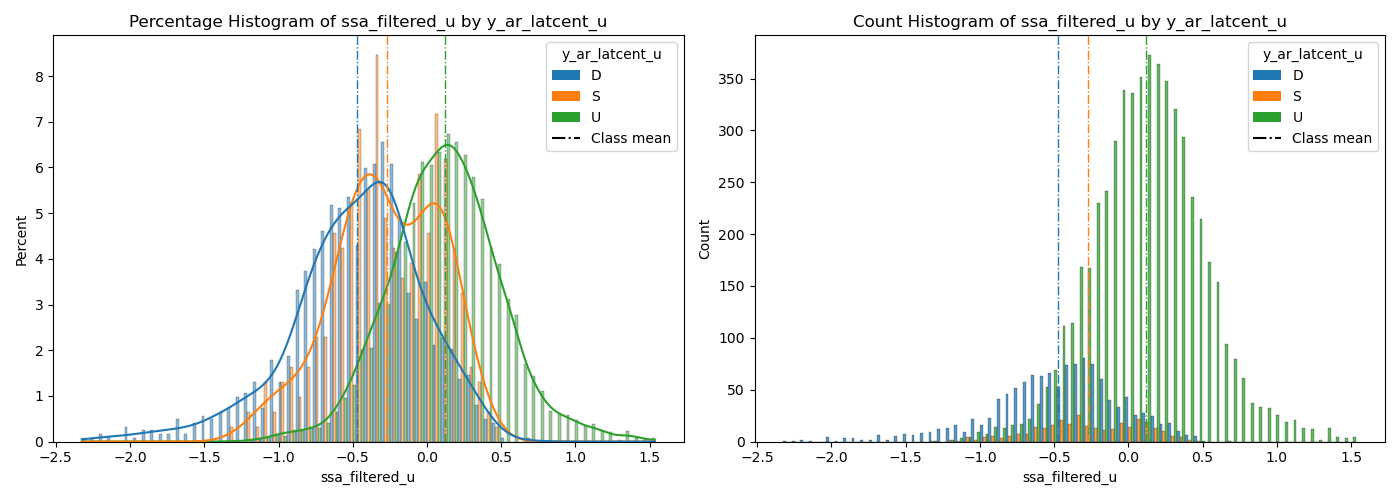 Percentage Histogram of ssa_filtered_u by y_ar_latcent_u
y_ar_latcent_u
D
S
U
Class mean
8
7
6
5
4
3
2
1
0
Percent
−2.5 −2.0 −1.5 −1.0 −0.5 0.0 0.5 1.0 1.5
ssa_filtered_u
Count Histogram of ssa_filtered_u by y_ar_latcent_u
y_ar_latcent_u
D
S
U
Class mean
350
300
250
200
150
100
50
0
Count
−2.5 −2.0 −1.5 −1.0 −0.5 0.0 0.5 1.0 1.5
ssa_filtered_u